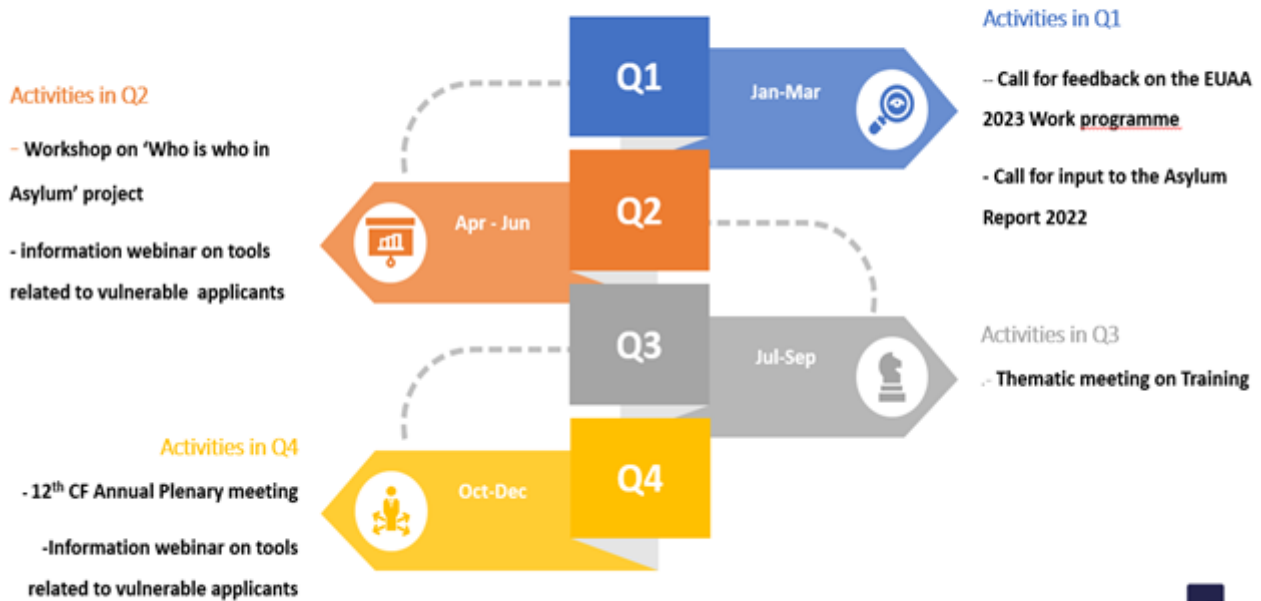 Activities in Q1
-- Call for feedback on the EUAA
2023 Work programme
- Call for input to the Asylum
Report 2022
Q1
Jan-Mar
Activities in Q2
- Workshop on ‘Who is who in
Asylum’ project
- information webinar on tools
related to vulnerable applicants
Apr - Jun
Q2
Q3
Jul-Sep
Activities in Q3
.- Thematic meeting on Training
Activities in Q4
- 12th CF Annual Plenary meeting
-Information webinar on tools
related to vulnerable applicants
Oct-Dec
Q4